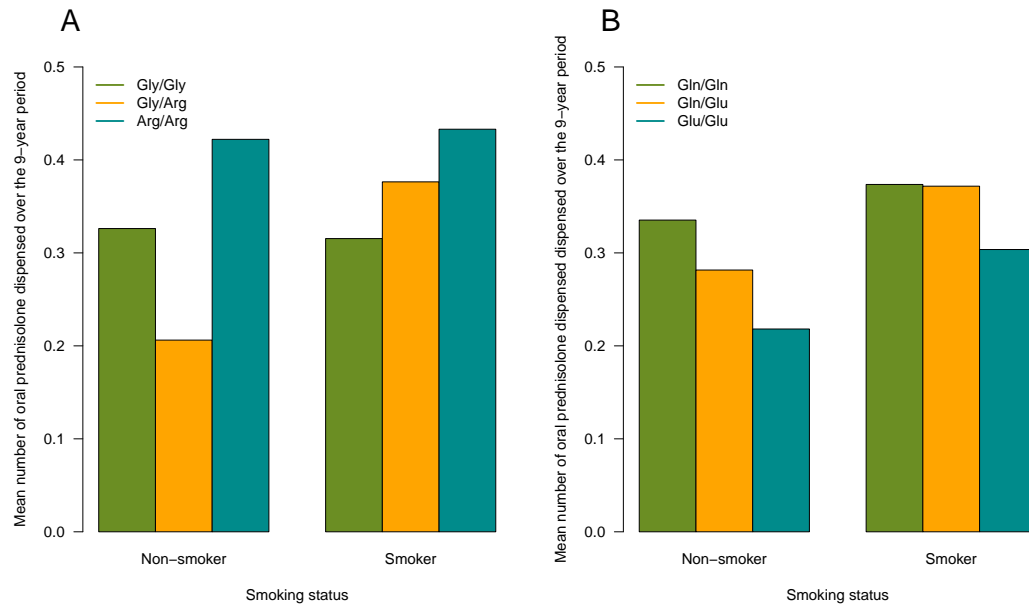 A
Mean number of oral prednisolone dispensed over the 9−year period
0.5
0.4
0.3
0.2
0.1
0.0
Gly/Gly
Gly/Arg
Arg/Arg
Non−smoker
Smoker
Smoking status
B
Mean number of oral prednisolone dispensed over the 9−year period
0.5
0.4
0.3
0.2
0.1
0.0
Gln/Gln
Gln/Glu
Glu/Glu
Non−smoker
Smoker
Smoking status